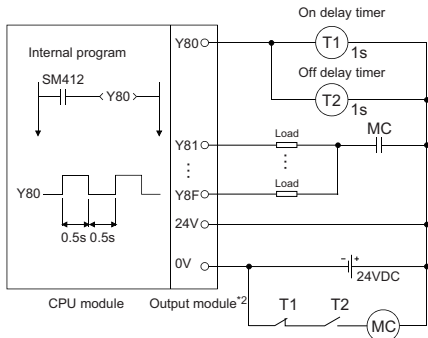 On delay timer
Internal program
Y80
T1
1s
SM412
Off delay timer
Y80
T2
1s
Y81
Load
MC
Y80
Y8F
Load
0.5s 0.5s
24V
0V
- +
24VDC
T1 T2
MC
CPU module
Output module*2